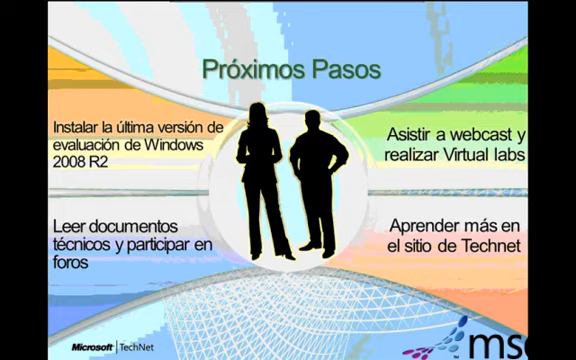 Próximos Pasos
Instalar la última versión de
evaluación de Windows
2008 R2
Asistir a webcast y
realizar Virtual labs
Leer documentos
técnicos y participar en
foros
Aprender más en
el sitio de Technet
Microsoft | TechNet